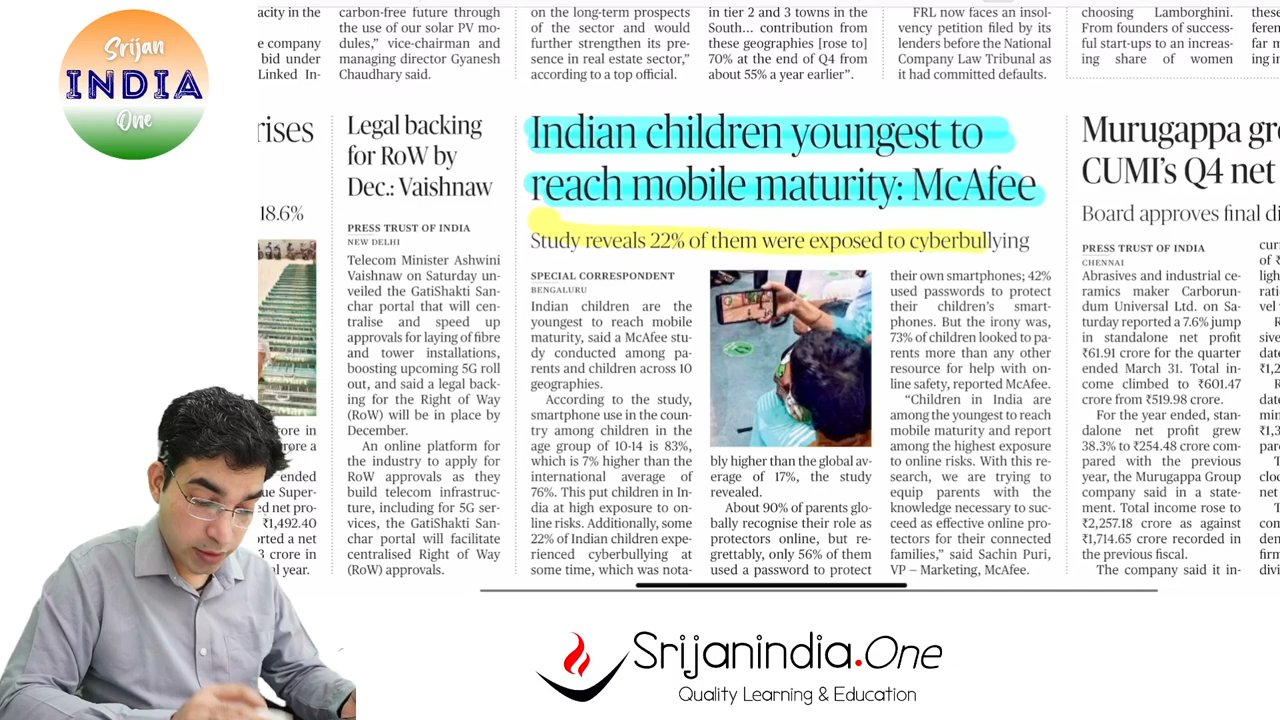 Srijan
INDIA
One
acity in the
e company
bid under
Linked In-
carbon-free future through
the use of our solar PV mo-
dules,” vice-chairman and
managing director Gyanesh
Chaudhary said.
on the long-term prospects
of the sector and would
further strengthen its pre-
sence in real estate sector,”
according to a top official.
in tier 2 and 3 towns in the
South... contribution from
these geographies [rose to]
70% at the end of Q4 from
about 55% a year earlier”.
FRL now faces an insol-
vency petition filed by its
lenders before the National
Company Law Tribunal as
it had committed defaults.
choosing Lamborghini.
From founders of success-
ful start-ups to an increas-
ing share of women
these
feren
far n
ing i
rises
18.6%
rore in
rore a
ended
ue Super-
ed net pro-
₹1,492.40
orted a net
3 crore in
al year.
Legal backing
for RoW by
Dec.: Vaishnaw
PRESS TRUST OF INDIA
NEW DELHI
Telecom Minister Ashwini
Vaishnaw on Saturday un-
veiled the GatiShakti San-
char portal that will cen-
tralise and speed up
approvals for laying of fibre
and tower installations,
boosting upcoming 5G roll
out, and said a legal back-
ing for the Right of Way
(RoW) will be in place by
December.
An online platform for
the industry to apply for
RoW approvals as they
build telecom infrastruc-
ture, including for 5G ser-
vices, the GatiShakti San-
char portal will facilitate
centralised Right of Way
(RoW) approvals.
Indian children youngest to
reach mobile maturity: McAfee
Study reveals 22% of them were exposed to cyberbullying
SPECIAL CORRESPONDENT
BENGALURU
Indian children are the
youngest to reach mobile
maturity, said a McAfee stu-
dy conducted among pa-
rents and children across 10
geographies.
According to the study,
smartphone use in the coun-
try among children in the
age group of 10-14 is 83%,
which is 7% higher than the
international average of
76%. This put children in In-
dia at high exposure to on-
line risks. Additionally, some
22% of Indian children expe-
rienced cyberbullying at
some time, which was nota-
bly higher than the global av-
erage of 17%, the study
revealed.
About 90% of parents glo-
bally recognise their role as
protectors online, but re-
grettably, only 56% of them
used a password to protect
their own smartphones; 42%
used passwords to protect
their children’s smart-
phones. But the irony was,
73% of children looked to pa-
rents more than any other
resource for help with on-
line safety, reported McAfee.
“Children in India are
among the youngest to reach
mobile maturity and report
among the highest exposure
to online risks. With this re-
search, we are trying to
equip parents with the
knowledge necessary to suc-
ceed as effective online pro-
tectors for their connected
families,” said Sachin Puri,
VP – Marketing, McAfee.
Murugappa gr
CUMI’s Q4 net
Board approves final di
PRESS TRUST OF INDIA
CHENNAI
Abrasives and industrial ce-
ramics maker Carborun-
dum Universal Ltd. on Sa-
turday reported a 7.6% jump
in standalone net profit
₹61.91 crore for the quarter
ended March 31. Total in-
come climbed to ₹601.47
crore from ₹519.98 crore.
For the year ended, stan-
dalone net profit grew
38.3% to ₹254.48 crore com-
pared with the previous
year, the Murugappa Group
company said in a state-
ment. Total income rose to
₹2,257.18 crore as against
₹1,714.65 crore recorded in
the previous fiscal.
The company said it in-
Srijanindia.One
Quality Learning & Education